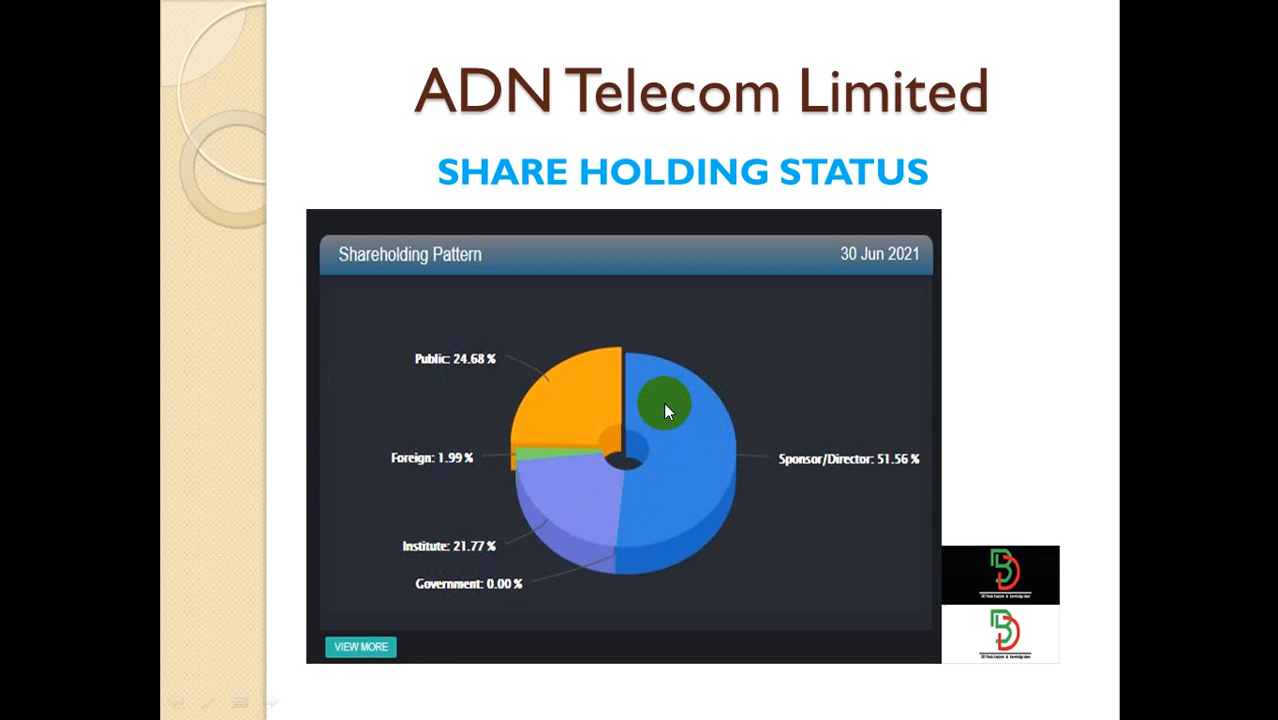 ADN Telecom Limited
SHARE HOLDING STATUS
Shareholding Pattern 30 Jun 2021
Public: 24.68 %
Foreign: 1.99 %
Sponsor/Director: 51.56 %
Institute: 21.77 %
Government: 0.00 %
VIEW MORE